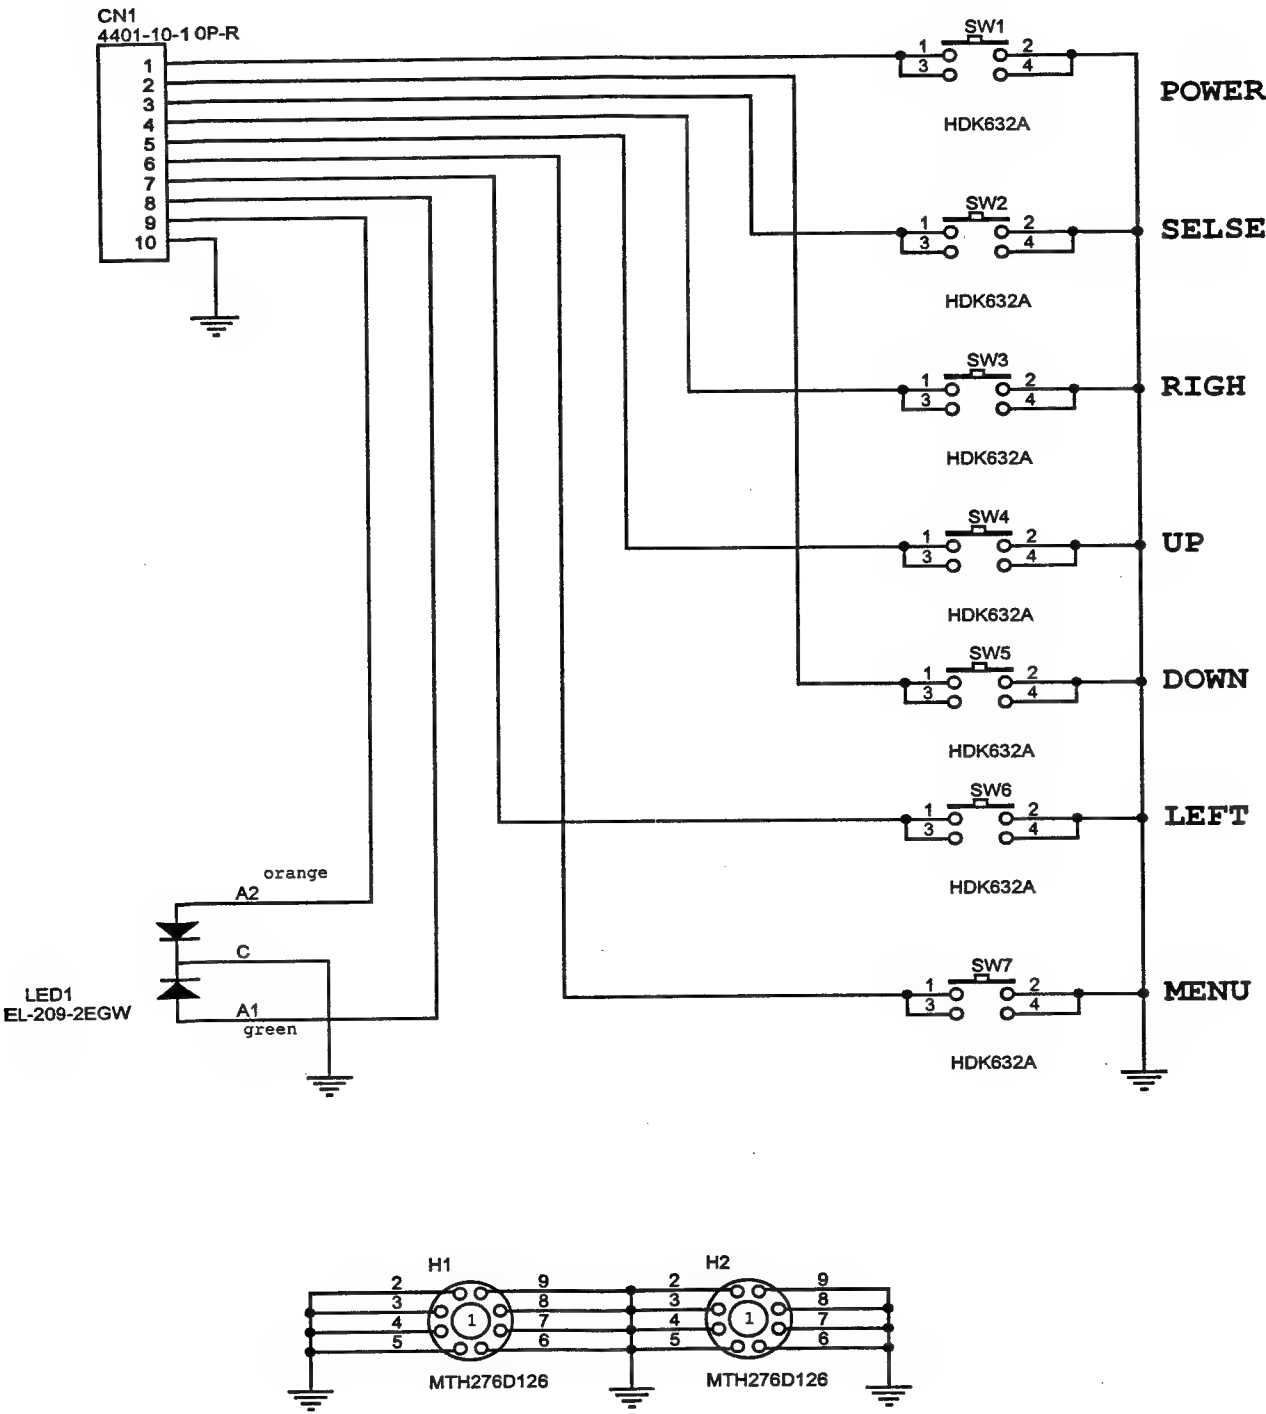 CN1
4401-10-10P-R
1
2
3
4
5
6
7
8
9
10
SW1
1 2
3 4
HDK632A
POWER
SW2
1 2
3 4
HDK632A
SELSE
SW3
1 2
3 4
HDK632A
RIGH
SW4
1 2
3 4
HDK632A
UP
SW5
1 2
3 4
HDK632A
DOWN
SW6
1 2
3 4
HDK632A
LEFT
SW7
1 2
3 4
HDK632A
MENU
orange
A2
C
LED1
EL-209-2EGW
A1
green
H1
2 9
3 8
4 1 7
5 6
MTH276D126
H2
2 9
3 8
4 1 7
5 6
MTH276D126